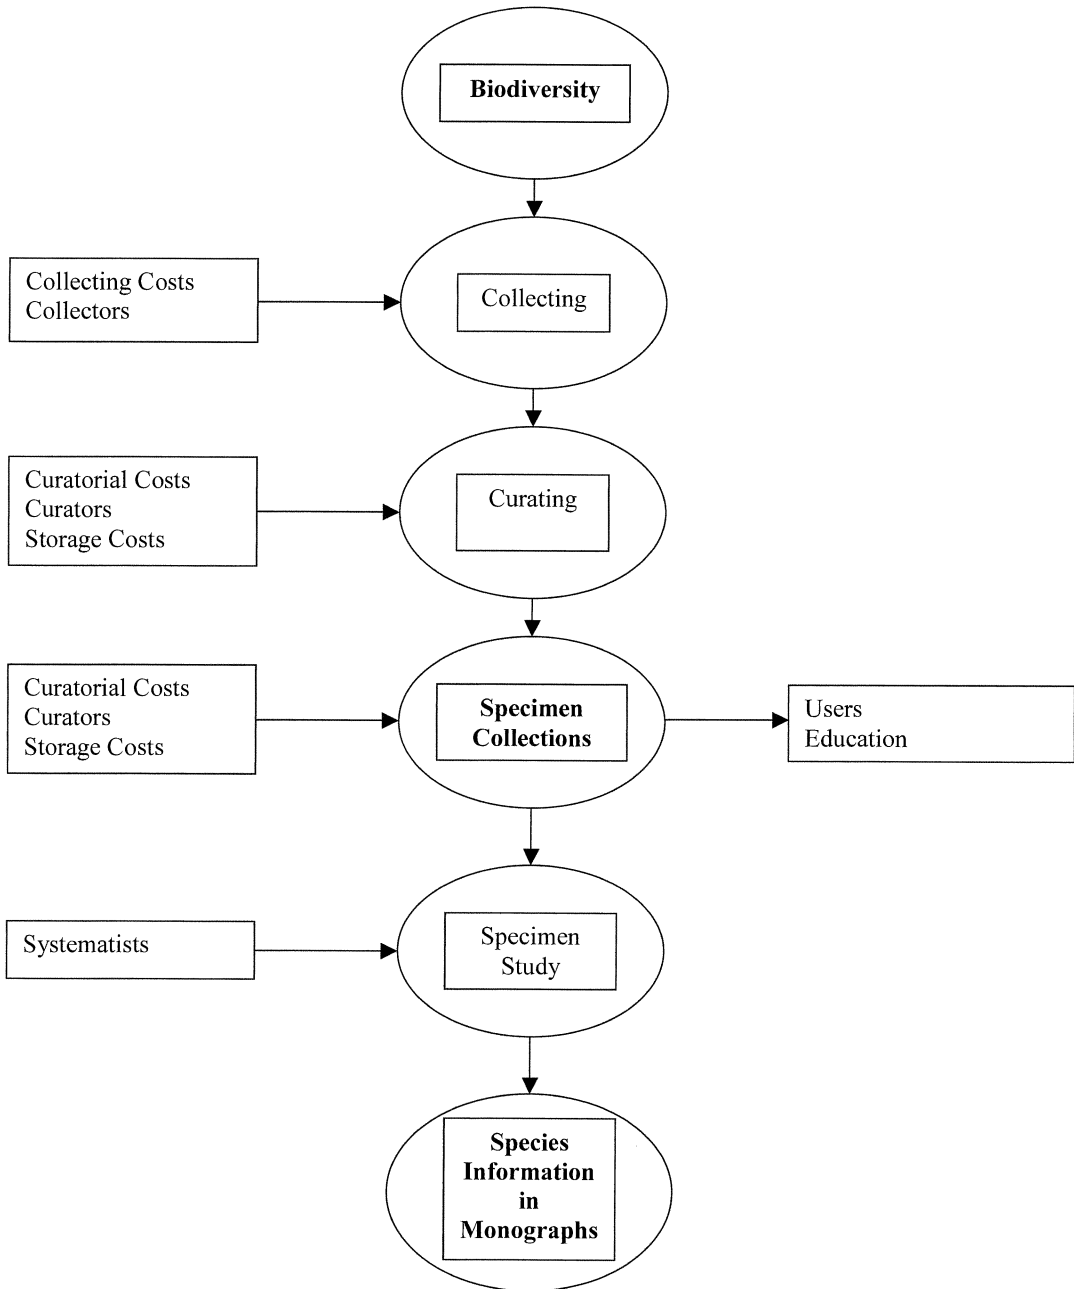 Biodiversity
Collecting Costs
Collectors
Collecting
Curatorial Costs
Curators
Storage Costs
Curating
Curatorial Costs
Curators
Storage Costs
Specimen
Collections
Users
Education
Systematists
Specimen
Study
Species
Information
in
Monographs